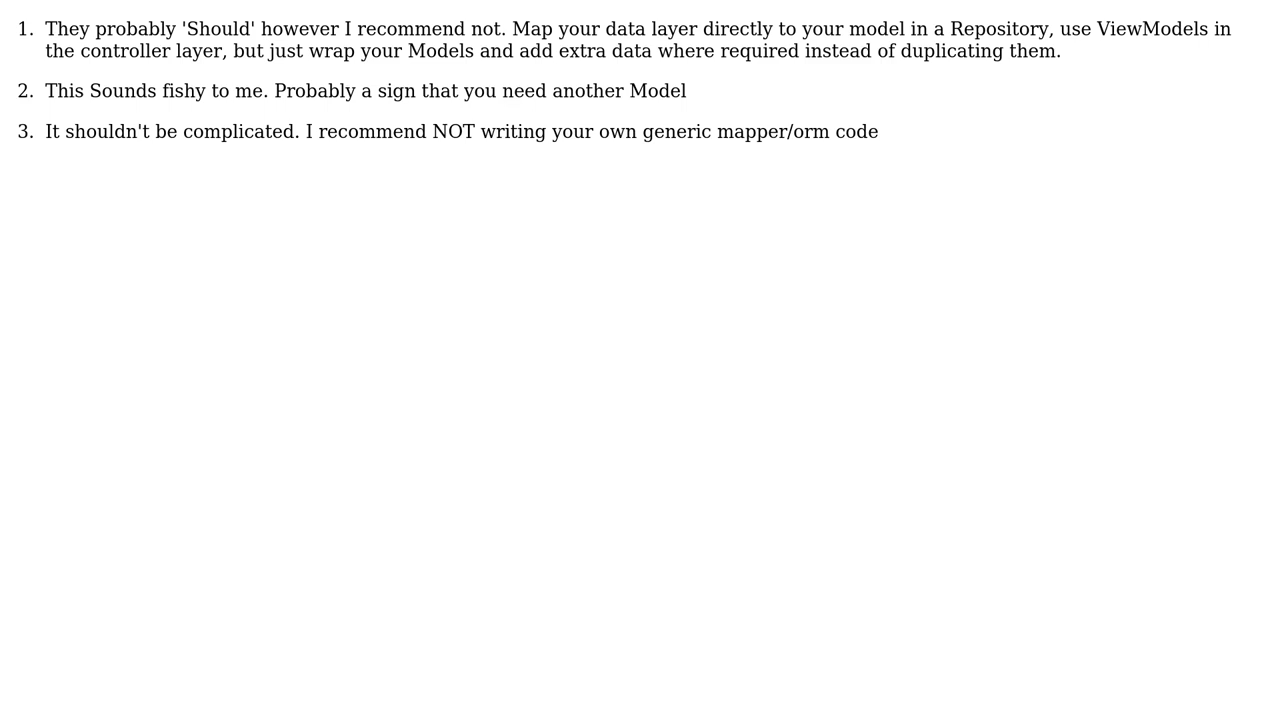 1. They probably 'Should' however I recommend not. Map your data layer directly to your model in a Repository, use ViewModels in
the controller layer, but just wrap your Models and add extra data where required instead of duplicating them.
2. This Sounds fishy to me. Probably a sign that you need another Model
3. It shouldn't be complicated. I recommend NOT writing your own generic mapper/orm code